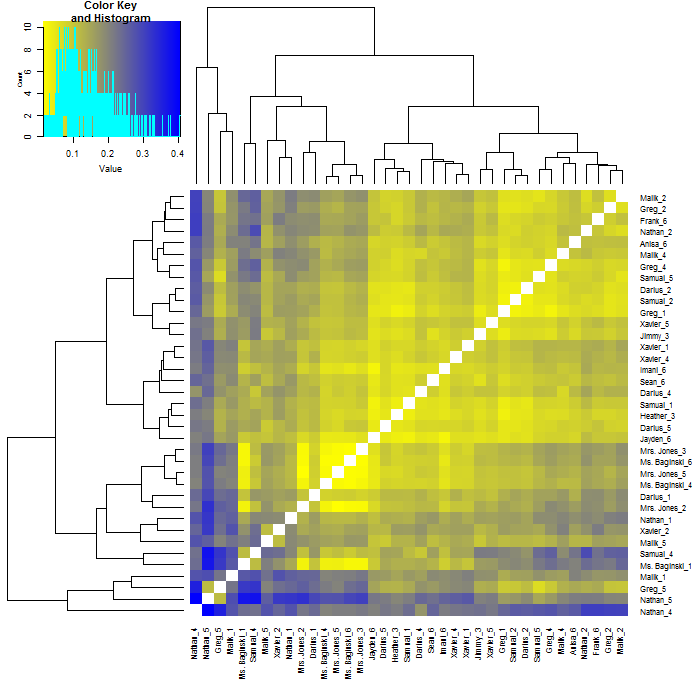 Color Key
and Histogram
Count
0 2 4 6 8 10
0.1 0.2 0.3 0.4
Value
Malik_2
Greg_2
Frank_6
Nathan_2
Anisa_6
Malik_4
Greg_4
Samual_5
Darius_2
Samual_2
Greg_1
Xavier_5
Jimmy_3
Xavier_1
Xavier_4
Imani_6
Sean_6
Darius_4
Samual_1
Heather_3
Darius_5
Jayden_6
Mrs. Jones_3
Ms. Baginski_6
Mrs. Jones_5
Ms. Baginski_4
Darius_1
Mrs. Jones_2
Nathan_1
Xavier_2
Malik_5
Samual_4
Ms. Baginski_1
Malik_1
Greg_5
Nathan_5
Nathan_4
Nathan_4
Nathan_5
Greg_5
Malik_1
Ms. Baginski_1
Samual_4
Malik_5
Xavier_2
Nathan_1
Mrs. Jones_2
Darius_1
Ms. Baginski_4
Mrs. Jones_5
Ms. Baginski_6
Mrs. Jones_3
Jayden_6
Darius_5
Heather_3
Samual_1
Darius_4
Sean_6
Imani_6
Xavier_4
Xavier_1
Jimmy_3
Xavier_5
Greg_1
Samual_2
Darius_2
Samual_5
Greg_4
Malik_4
Anisa_6
Nathan_2
Frank_6
Greg_2
Malik_2